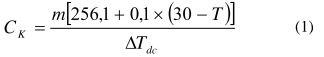 C_K = m[256,1 + 0,1 × (30 − T)] / ΔT_dc (1)